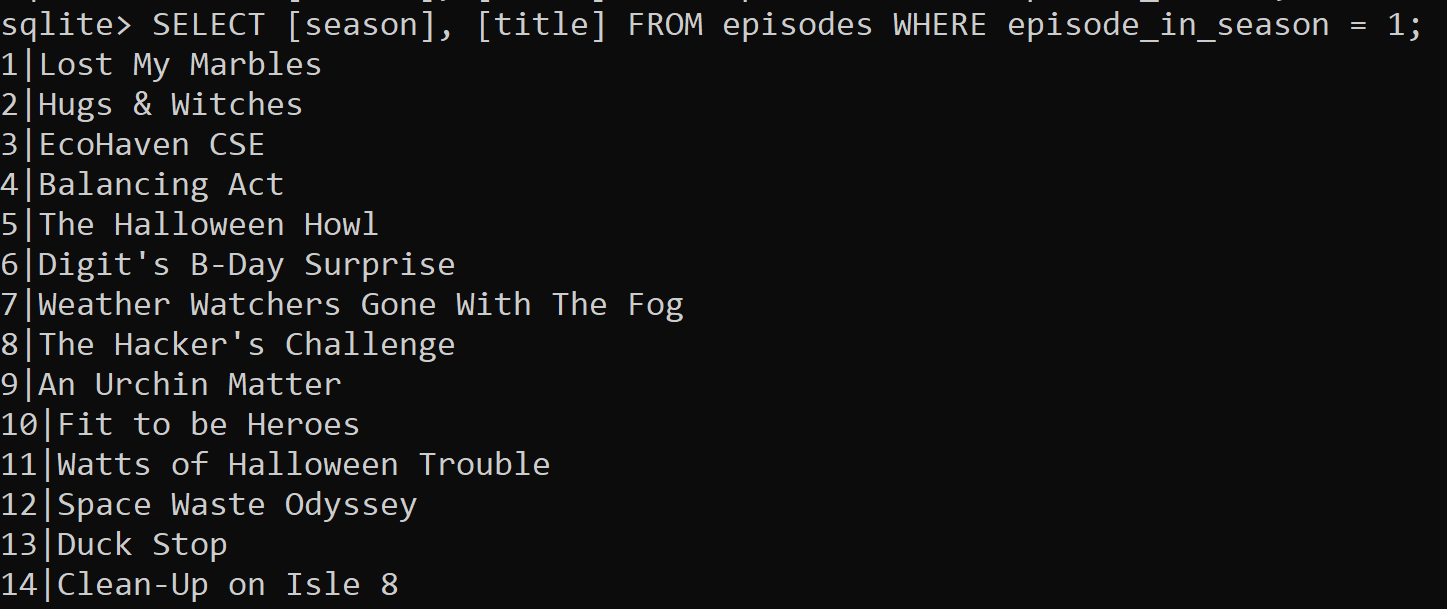 sqlite> SELECT [season], [title] FROM episodes WHERE episode_in_season = 1;
1|Lost My Marbles
2|Hugs & Witches
3|EcoHaven CSE
4|Balancing Act
5|The Halloween Howl
6|Digit's B-Day Surprise
7|Weather Watchers Gone With The Fog
8|The Hacker's Challenge
9|An Urchin Matter
10|Fit to be Heroes
11|Watts of Halloween Trouble
12|Space Waste Odyssey
13|Duck Stop
14|Clean-Up on Isle 8